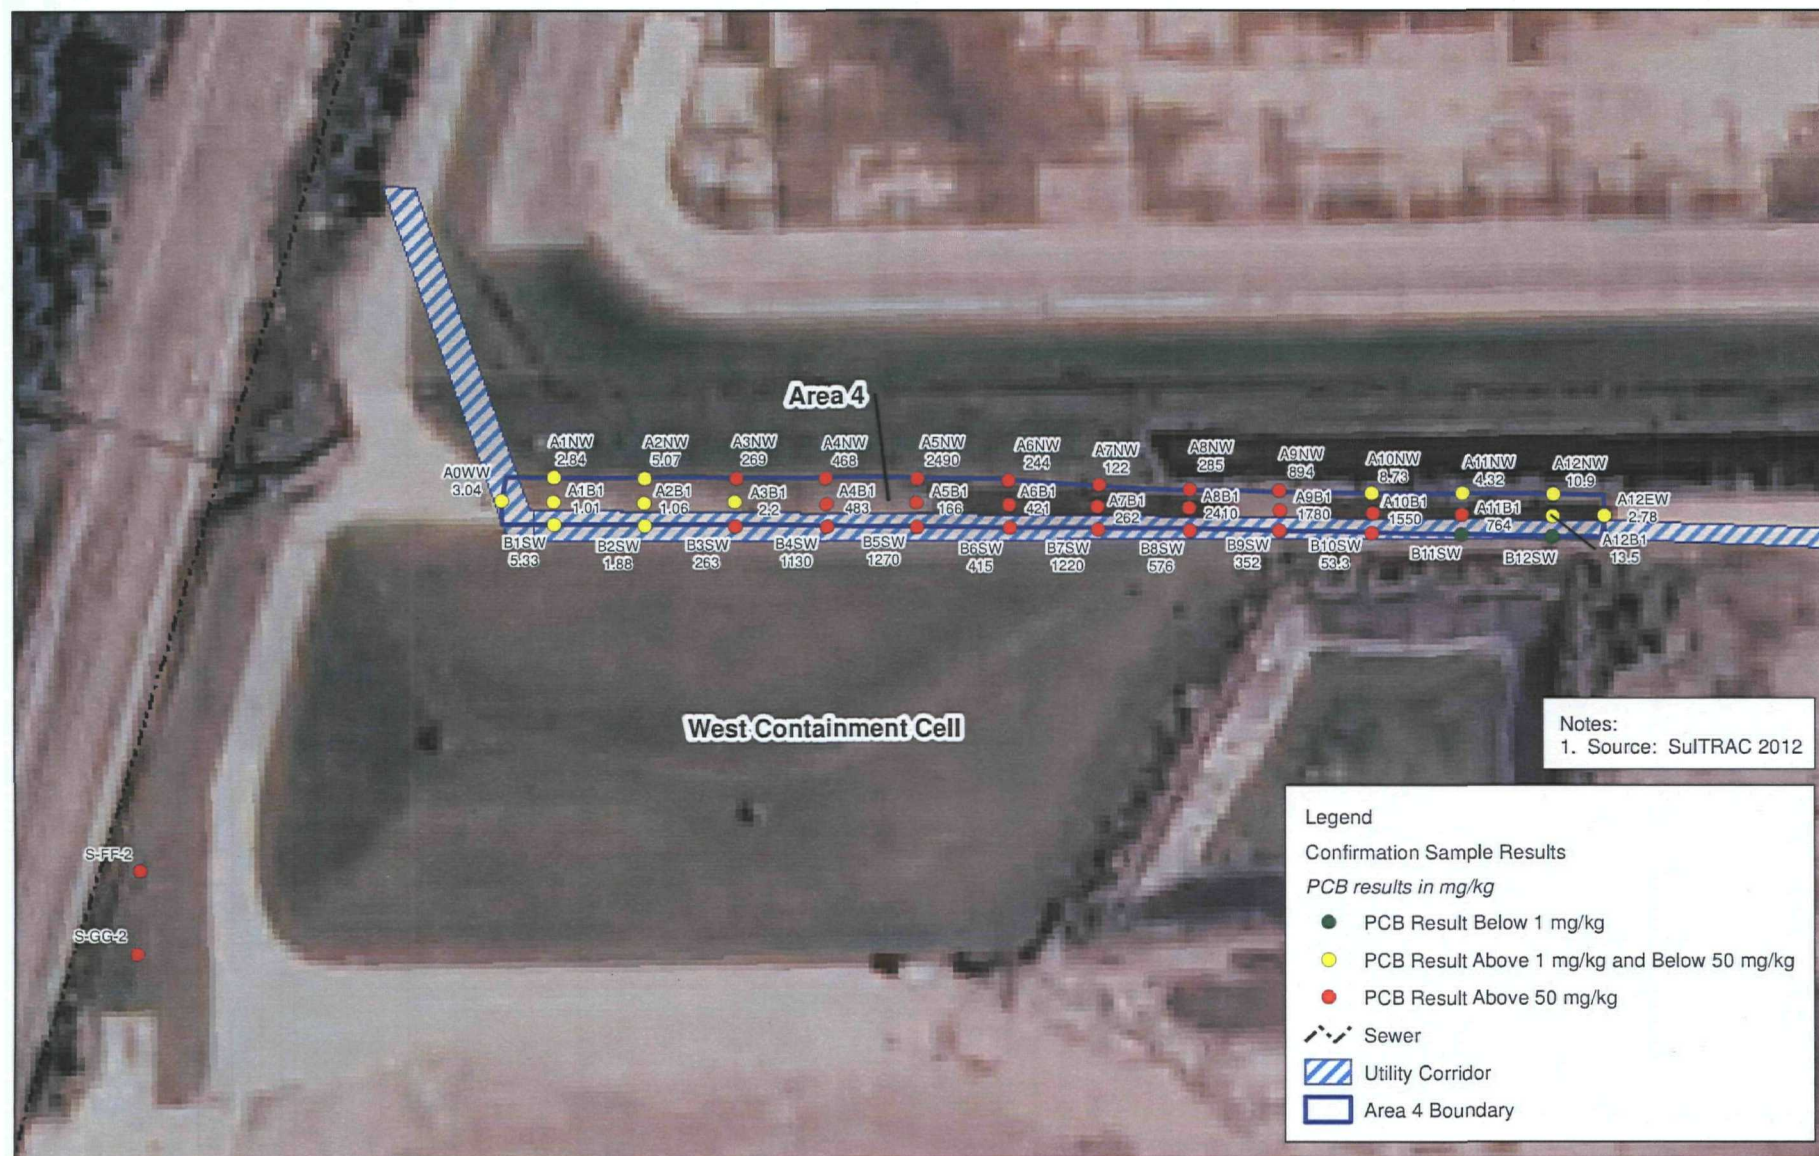 Area 4
A1NW
2.84
A2NW
5.07
A3NW
269
A4NW
468
A5NW
2490
A6NW
244
A7NW
122
A8NW
285
A9NW
894
A10NW
8.73
A11NW
4.32
A12NW
10.9
A0WW
3.04
A1B1
1.01
A2B1
1.06
A3B1
2.2
A4B1
483
A5B1
166
A6B1
421
A7B1
262
A8B1
2410
A9B1
1760
A10B1
1550
A11B1
764
A12EW
2.78
A12B1
13.5
B1SW
5.33
B2SW
1.88
B3SW
263
B4SW
1130
B5SW
1270
B6SW
415
B7SW
1220
B8SW
576
B9SW
352
B10SW
53.3
B11SW
B12SW
West Containment Cell
S-FF-2
S-GG-2
Notes:
1. Source: SulTRAC 2012
Legend
Confirmation Sample Results
PCB results in mg/kg
PCB Result Below 1 mg/kg
PCB Result Above 1 mg/kg and Below 50 mg/kg
PCB Result Above 50 mg/kg
Sewer
Utility Corridor
Area 4 Boundary